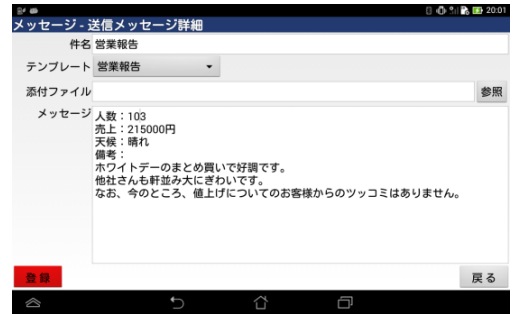 20:01
メッセージ - 送信メッセージ詳細
件名 営業報告
テンプレート 営業報告
添付ファイル 参照
メッセージ 人数：103
売上：215000円
天候：晴れ
備考：
ホワイトデーのまとめ買いで好調です。
他社さんも軒並み大にぎわいです。
なお、今のところ、値上げについてのお客様からのツッコミはありません。
登録 戻る